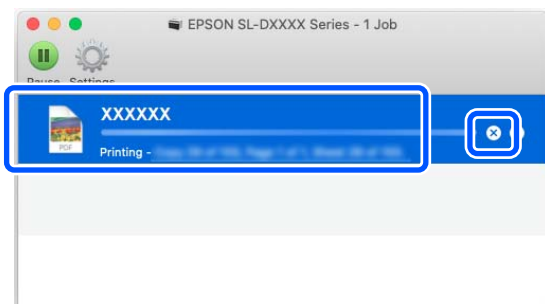 EPSON SL-DXXXX Series - 1 Job
Pause Settings
XXXXXX
PDF
Printing -